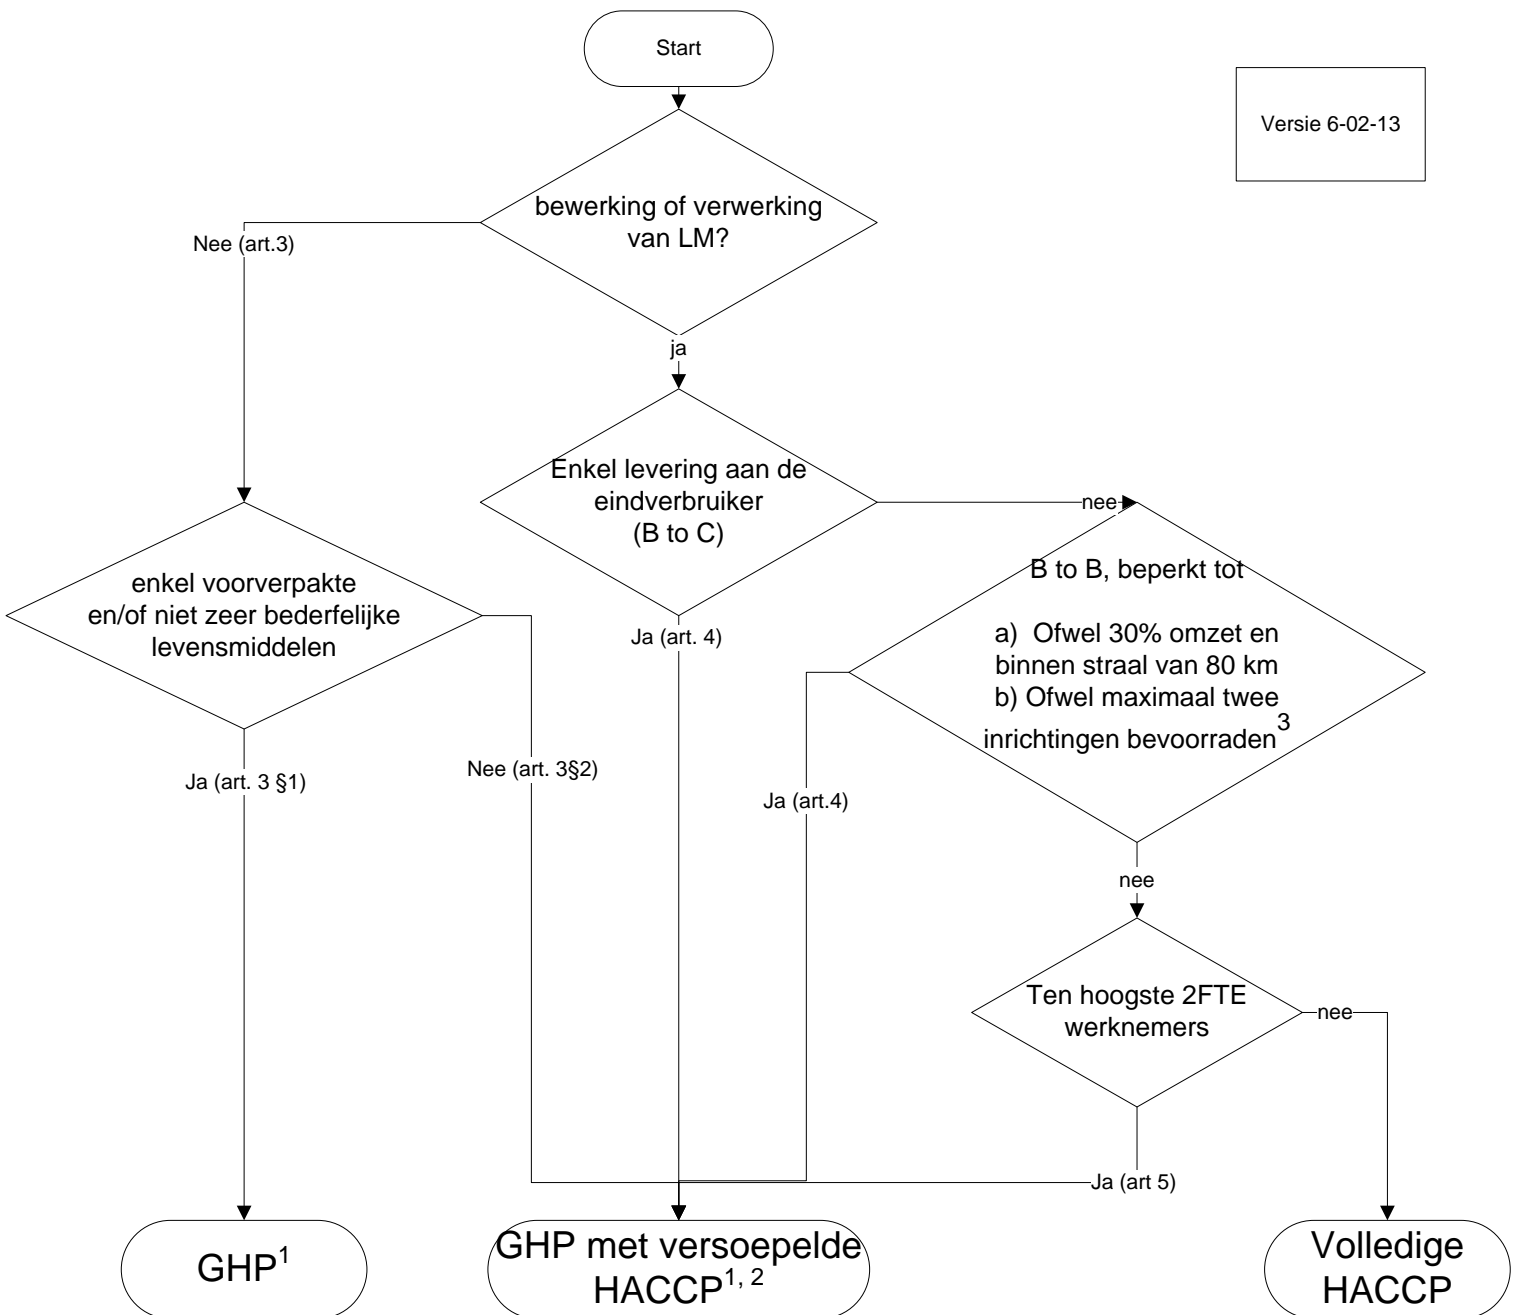 Start
Versie 6-02-13
bewerking of verwerking
van LM?
Nee (art.3)
ja
Enkel levering aan de
eindverbruiker
(B to C)
nee
enkel voorverpakte
en/of niet zeer bederfelijke
levensmiddelen
B to B, beperkt tot
a) Ofwel 30% omzet en
binnen straal van 80 km
b) Ofwel maximaal twee
inrichtingen bevoorraden3
Ja (art. 4)
Ja (art. 3 §1)
Nee (art. 3§2)
Ja (art.4)
nee
Ten hoogste 2FTE
werknemers
nee
Ja (art 5)
GHP1
GHP met versoepelde
HACCP1, 2
Volledige
HACCP